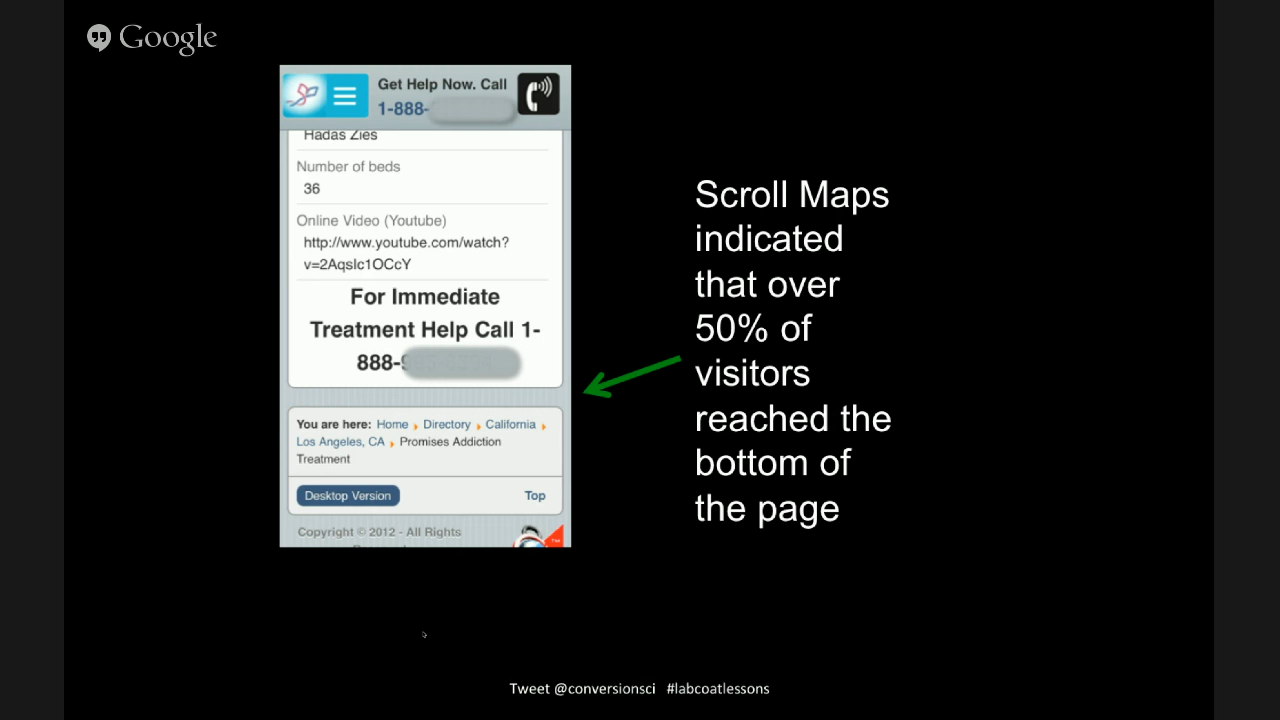 Google
Get Help Now. Call
1-888-
Hadas Zies
Number of beds
36
Online Video (Youtube)
http://www.youtube.com/watch?
v=2AqsIc1OCcY
For Immediate
Treatment Help Call 1-
888-
You are here: Home Directory California
Los Angeles, CA Promises Addiction
Treatment
Desktop Version Top
Copyright © 2012 - All Rights
Scroll Maps
indicated
that over
50% of
visitors
reached the
bottom of
the page
Tweet @conversionsci #labcoatlessons